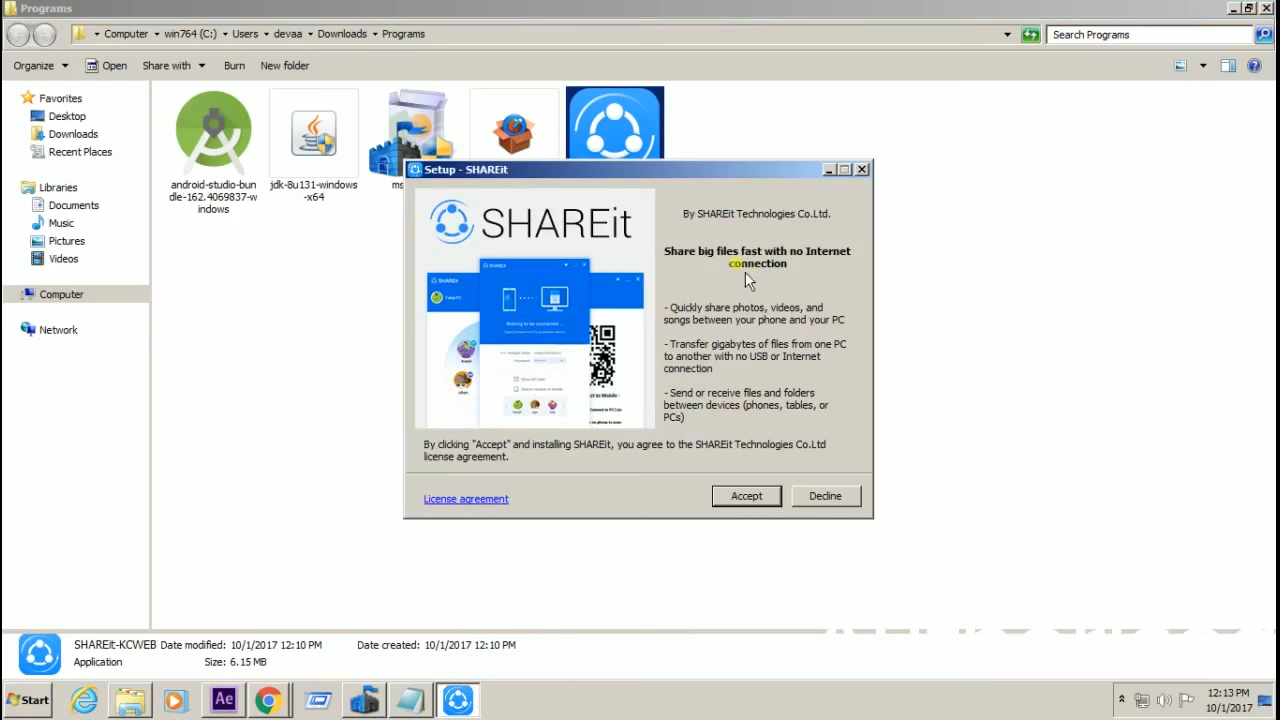 Programs
Computer win764 (C:) Users devaa Downloads Programs
Search Programs
Organize Open Share with Burn New folder
Favorites
Desktop
Downloads
Recent Places
Libraries
Documents
Music
Pictures
Videos
Computer
Network
android-studio-bun
dle-162.4069837-w
indows
jdk-8u131-windows
-x64
ms
Setup - SHAREit
SHAREit
By SHAREit Technologies Co.Ltd.
Share big files fast with no Internet
connection
- Quickly share photos, videos, and
songs between your phone and your PC
- Transfer gigabytes of files from one PC
to another with no USB or Internet
connection
- Send or receive files and folders
between devices (phones, tables, or
PCs)
By clicking "Accept" and installing SHAREit, you agree to the SHAREit Technologies Co.Ltd
license agreement.
License agreement
Accept
Decline
SHAREit-KCWEB Date modified: 10/1/2017 12:10 PM Date created: 10/1/2017 12:10 PM
Application Size: 6.15 MB
Start
Ae
12:13 PM
10/1/2017